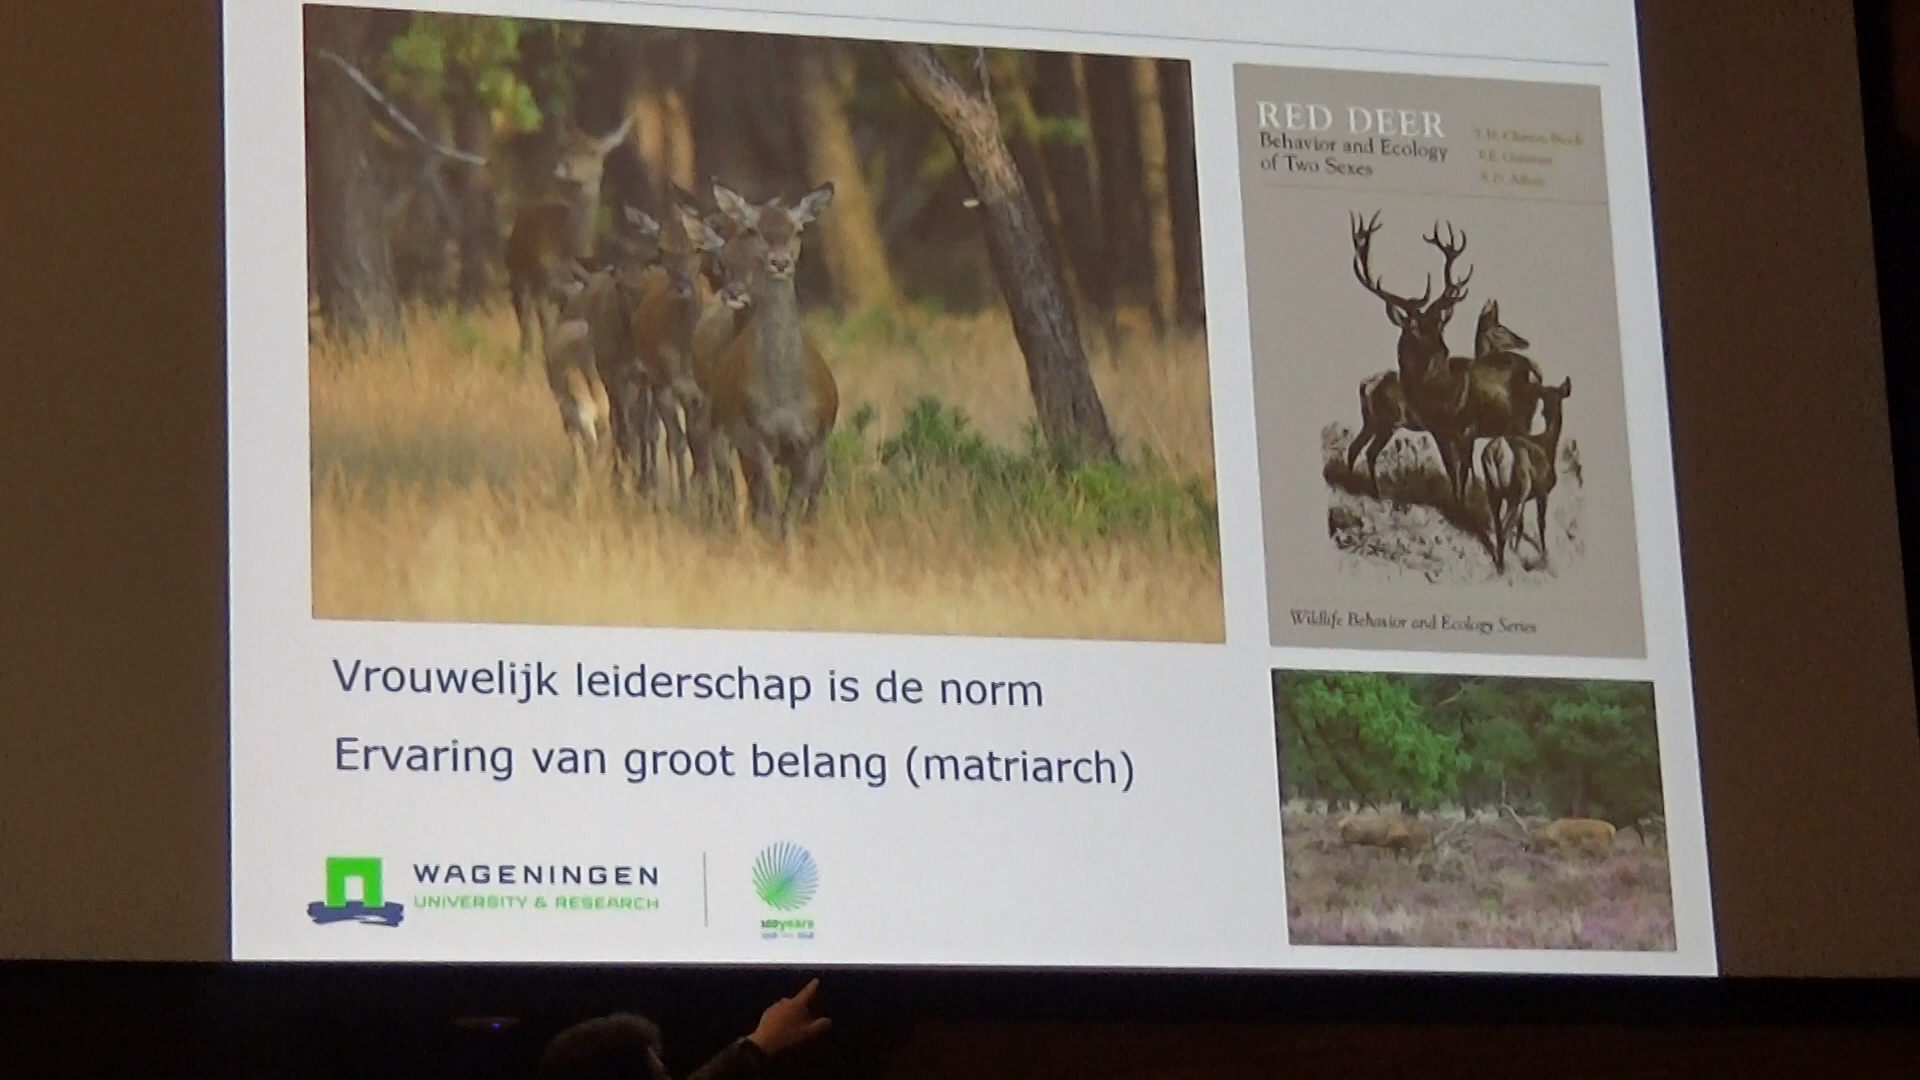 RED DEER
Behavior and Ecology
of Two Sexes
Wildlife Behavior and Ecology Series
Vrouwelijk leiderschap is de norm
Ervaring van groot belang (matriarch)
WAGENINGEN
UNIVERSITY & RESEARCH
100years